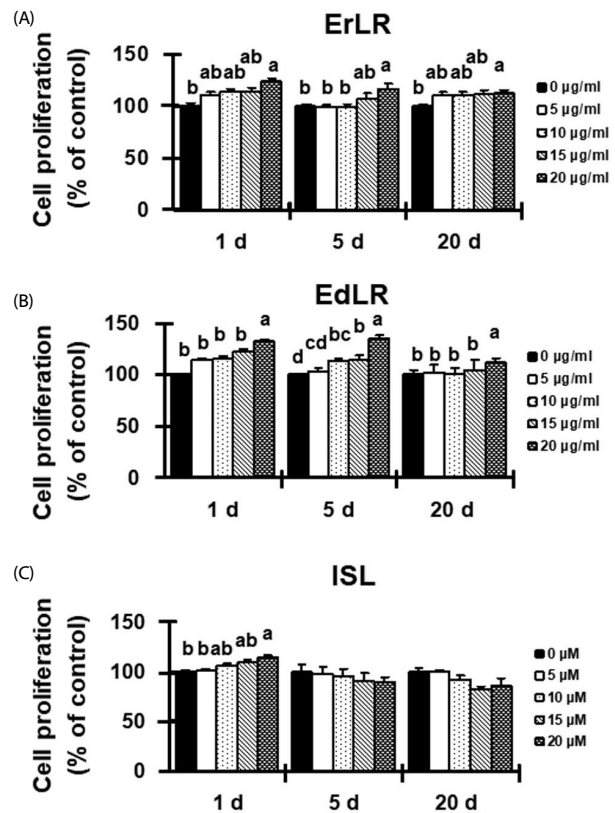 (A)
ErLR
Cell proliferation
(% of control)
150
100
50
0
b ab ab ab a
b b b ab a
b ab ab ab a
1 d 5 d 20 d
0 µg/ml
5 µg/ml
10 µg/ml
15 µg/ml
20 µg/ml
(B)
EdLR
Cell proliferation
(% of control)
150
100
50
0
b b b b a
d cd bc b a
b b b b a
1 d 5 d 20 d
0 µg/ml
5 µg/ml
10 µg/ml
15 µg/ml
20 µg/ml
(C)
ISL
Cell proliferation
(% of control)
150
100
50
0
b b ab ab a
1 d 5 d 20 d
0 µM
5 µM
10 µM
15 µM
20 µM